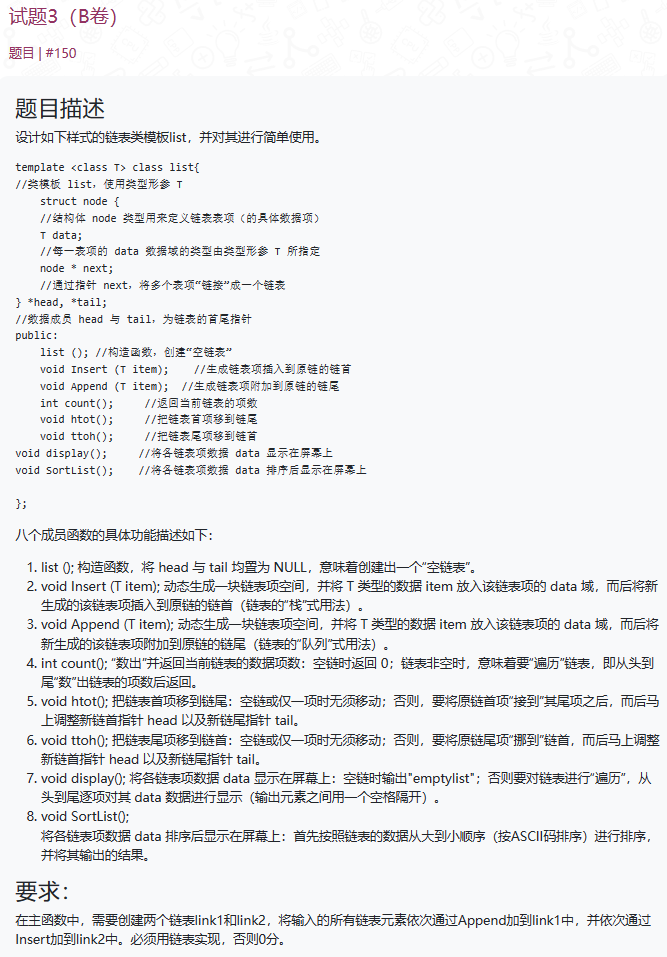 试题3（B卷）
题目 | #150
题目描述
设计如下样式的链表类模板list，并对其进行简单使用。
template <class T> class list{
//类模板 list，使用类型形参 T
struct node {
//结构体 node 类型用来定义链表表项（的具体数据项）
T data;
//每一表项的 data 数据域的类型由类型形参 T 所指定
node * next;
//通过指针 next，将多个表项“链接”成一个链表
} *head, *tail;
//数据成员 head 与 tail，为链表的首尾指针
public:
list (); //构造函数，创建“空链表”
void Insert (T item); //生成链表项插入到原链的链首
void Append (T item); //生成链表项附加到原链的链尾
int count(); //返回当前链表的项数
void htot(); //把链表首项移到链尾
void ttoh(); //把链表尾项移到链首
void display(); //将各链表项数据 data 显示在屏幕上
void SortList(); //将各链表项数据 data 排序后显示在屏幕上
};
八个成员函数的具体功能描述如下：
1. list (); 构造函数，将 head 与 tail 均置为 NULL，意味着创建出一个“空链表”。
2. void Insert (T item); 动态生成一块链表项空间，并将 T 类型的数据 item 放入该链表项的 data 域，而后将新
生成的该链表项插入到原链的链首（链表的“栈”式用法）。
3. void Append (T item); 动态生成一块链表项空间，并将 T 类型的数据 item 放入该链表项的 data 域，而后将
新生成的该链表项附加到原链的链尾（链表的“队列”式用法）。
4. int count(); “数出”并返回当前链表的数据项数：空链时返回 0；链表非空时，意味着要“遍历”链表，即从头到
尾“数”出链表的项数后返回。
5. void htot(); 把链表首项移到链尾：空链或仅一项时无须移动；否则，要将原链首项“接到”其尾项之后，而后马
上调整新链首指针 head 以及新链尾指针 tail。
6. void ttoh(); 把链表尾项移到链首：空链或仅一项时无须移动；否则，要将原链尾项“挪到”链首，而后马上调整
新链首指针 head 以及新链尾指针 tail。
7. void display(); 将各链表项数据 data 显示在屏幕上：空链时输出"emptylist"；否则要对链表进行“遍历”，从
头到尾逐项对其 data 数据进行显示（输出元素之间用一个空格隔开）。
8. void SortList();
将各链表项数据 data 排序后显示在屏幕上：首先按照链表的数据从大到小顺序（按ASCII码排序）进行排序，
并将其输出的结果。
要求：
在主函数中，需要创建两个链表link1和link2，将输入的所有链表元素依次通过Append加到link1中，并依次通过
Insert加到link2中。必须用链表实现，否则0分。